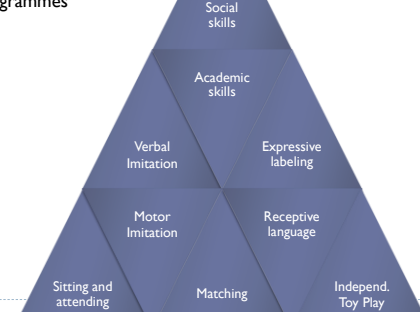 Social
skills
Academic
skills
Verbal
Imitation
Expressive
labeling
Motor
Imitation
Receptive
language
Sitting and
attending
Matching
Independ.
Toy Play